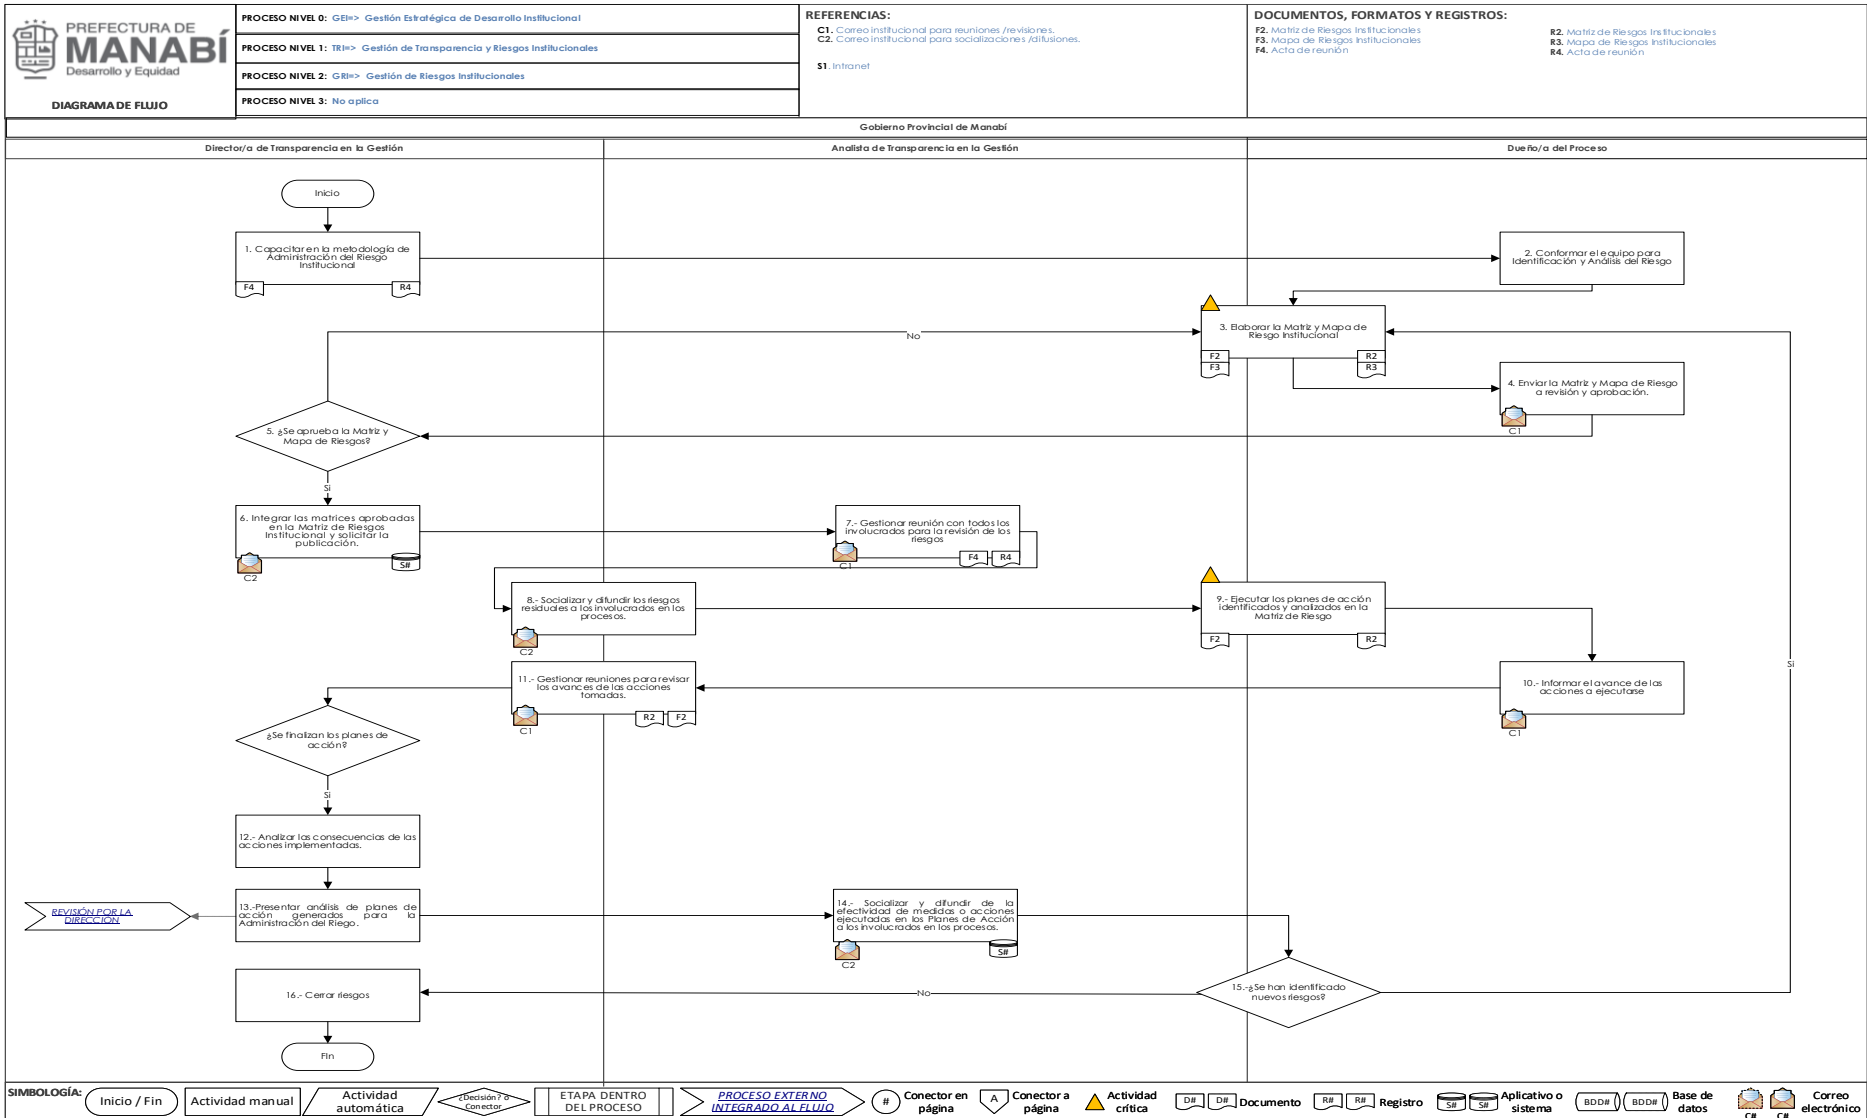 PREFECTURA DE
MANABÍ
Desarrollo y Equidad
DIAGRAMA DE FLUJO
PROCESO NIVEL 0: GEI=> Gestión Estratégica de Desarrollo Institucional
PROCESO NIVEL 1: TRI=> Gestión de Transparencia y Riesgos Institucionales
PROCESO NIVEL 2: GRI=> Gestión de Riesgos Institucionales
PROCESO NIVEL 3: No aplica
REFERENCIAS:
C1. Correo institucional para reuniones /revisiones.
C2. Correo institucional para socializaciones /difusiones.
S1. Intranet
DOCUMENTOS, FORMATOS Y REGISTROS:
F2. Matriz de Riesgos Institucionales
F3. Mapa de Riesgos Institucionales
F4. Acta de reunión
R2. Matriz de Riesgos Institucionales
R3. Mapa de Riesgos Institucionales
R4. Acta de reunión
Gobierno Provincial de Manabí
Director/a de Transparencia en la Gestión
Analista de Transparencia en la Gestión
Dueño/a del Proceso
Inicio
1. Capacitar en la metodología de
Administración del Riesgo
Institucional
F4
R4
2. Conformar el equipo para
Identificación y Análisis del Riesgo
3. Elaborar la Matriz y Mapa de
Riesgo Institucional
F2
F3
R2
R3
No
4. Enviar la Matriz y Mapa de Riesgo
a revisión y aprobación.
C1
5. ¿Se aprueba la Matriz y
Mapa de Riesgos?
Si
6. Integrar las matrices aprobadas
en la Matriz de Riesgos
Institucional y solicitar la
publicación.
C2
S#
7.- Gestionar reunión con todos los
involucrados para la revisión de los
riesgos
C1
F4
R4
8.- Socializar y difundir los riesgos
residuales a los involucrados en los
procesos.
C2
9.- Ejecutar los planes de acción
identificados y analizados en la
Matriz de Riesgo
F2
R2
10.- Informar el avance de las
acciones a ejecutarse
C1
Si
11.- Gestionar reuniones para revisar
los avances de las acciones
tomadas.
C1
R2
F2
¿Se finalizan los planes de
acción?
Si
12.- Analizar las consecuencias de las
acciones implementadas.
13.-Presentar análisis de planes de
acción generados para la
Administración del Riego.
REVISIÓN POR LA
DIRECCIÓN
14.- Socializar y difundir de la
efectividad de medidas o acciones
ejecutadas en los Planes de Acción
a los involucrados en los procesos.
C2
S#
15.-¿Se han identificado
nuevos riesgos?
No
16.- Cerrar riesgos
Fin
SIMBOLOGÍA:
Inicio / Fin
Actividad manual
Actividad
automática
¿Decisión? o
Conector
ETAPA DENTRO
DEL PROCESO
PROCESO EXTERNO
INTEGRADO AL FLUJO
#
Conector en
página
A
Conector a
página
Actividad
crítica
D#
D#
Documento
R#
R#
Registro
S#
S#
Aplicativo o
sistema
BDD#
BDD#
Base de
datos
C#
C#
Correo
electrónico